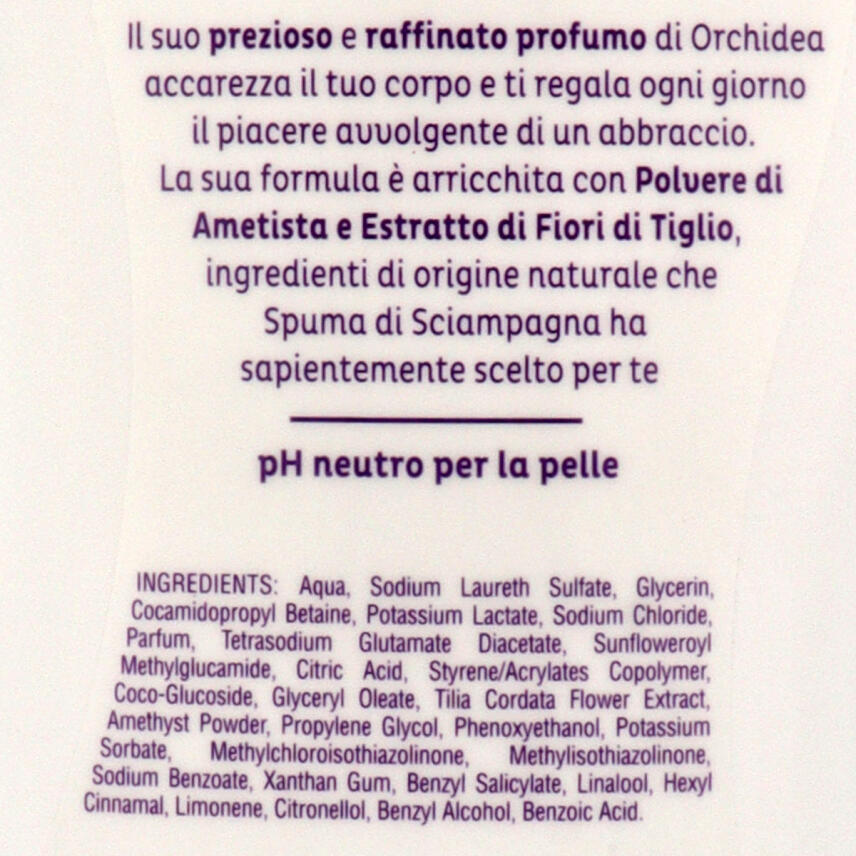 Il suo prezioso e raffinato profumo di Orchidea
accarezza il tuo corpo e ti regala ogni giorno
il piacere avvolgente di un abbraccio.
La sua formula è arricchita con Polvere di
Ametista e Estratto di Fiori di Tiglio,
ingredienti di origine naturale che
Spuma di Sciampagna ha
sapientemente scelto per te
pH neutro per la pelle
INGREDIENTS: Aqua, Sodium Laureth Sulfate, Glycerin,
Cocamidopropyl Betaine, Potassium Lactate, Sodium Chloride,
Parfum, Tetrasodium Glutamate Diacetate, Sunfloweroyl
Methylglucamide, Citric Acid, Styrene/Acrylates Copolymer,
Coco-Glucoside, Glyceryl Oleate, Tilia Cordata Flower Extract,
Amethyst Powder, Propylene Glycol, Phenoxyethanol, Potassium
Sorbate, Methylchloroisothiazolinone, Methylisothiazolinone,
Sodium Benzoate, Xanthan Gum, Benzyl Salicylate, Linalool, Hexyl
Cinnamal, Limonene, Citronellol, Benzyl Alcohol, Benzoic Acid.